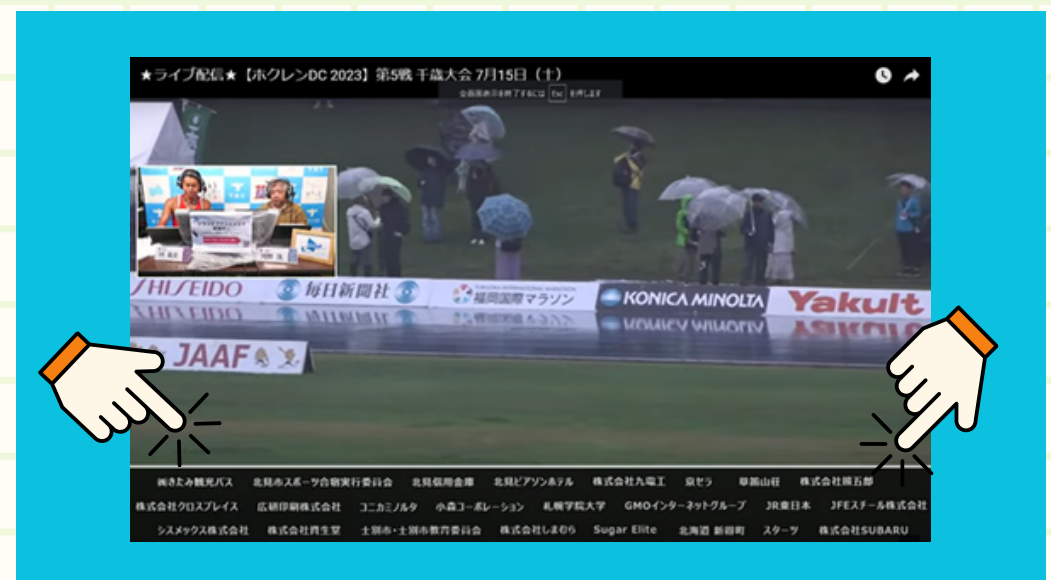 ★ライブ配信★【ホクレンDC 2023】第5戦 千歳大会 7月15日（土）
全画面表示を終了するには Esc を押します
SHISEIDO 毎日新聞社 福岡国際マラソン KONICA MINOLTA Yakult
JAAF
㈱きたみ観光バス 北見市スポーツ合宿実行委員会 北見信用金庫 北見ピアソンホテル 株式会社九電工 京セラ 草笛山荘 株式会社照五郎
株式会社クロスプレイス 広研印刷株式会社 コニカミノルタ 小森コーポレーション 札幌学院大学 GMOインターネットグループ JR東日本 JFEスチール株式会社
シスメックス株式会社 株式会社資生堂 士別市・士別市教育委員会 株式会社しまむら Sugar Elite 北海道 新得町 スターツ 株式会社SUBARU